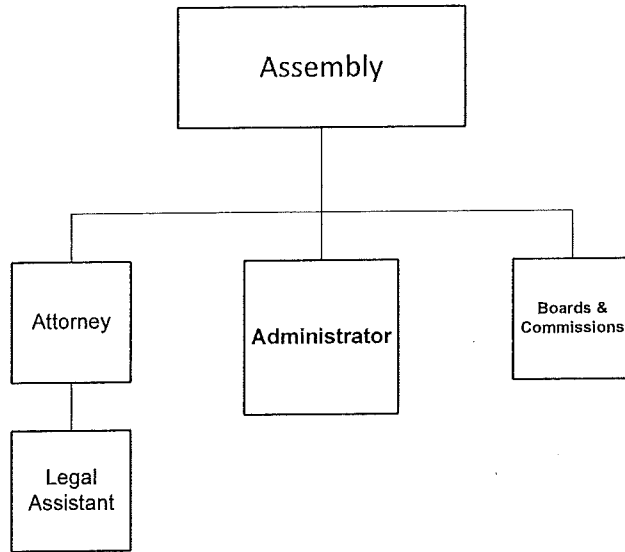 Assembly
Attorney
Administrator
Boards &
Commissions
Legal
Assistant